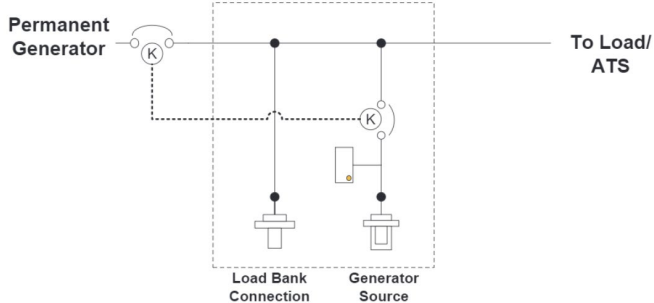 Permanent
Generator
K
To Load/
ATS
K
Load Bank
Connection
Generator
Source